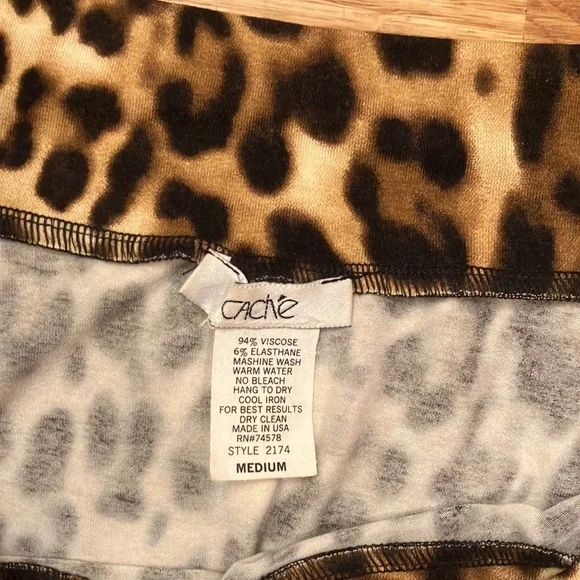 CACHÉ
94% VISCOSE
6% ELASTHANE
MASHINE WASH
WARM WATER
NO BLEACH
HANG TO DRY
COOL IRON
FOR BEST RESULTS
DRY CLEAN
MADE IN USA
RN#74578
STYLE 2174
MEDIUM